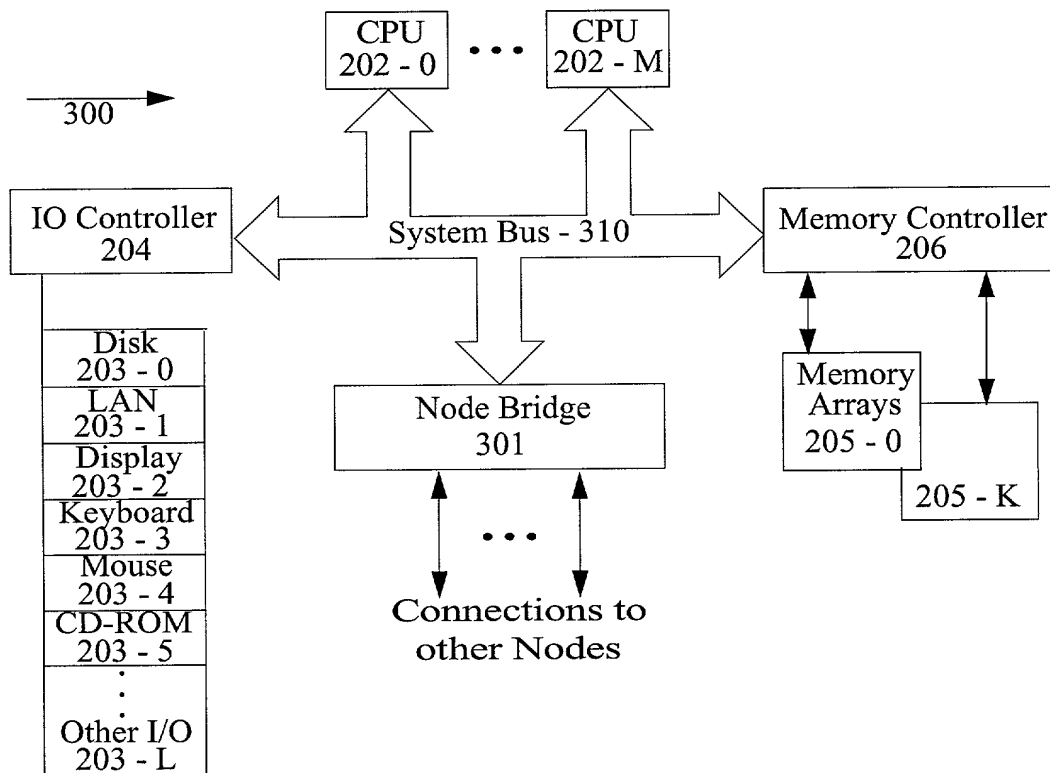 CPU
202 - 0
CPU
202 - M
300
IO Controller
204
System Bus - 310
Memory Controller
206
Disk
203 - 0
LAN
203 - 1
Display
203 - 2
Keyboard
203 - 3
Mouse
203 - 4
CD-ROM
203 - 5
Other I/O
203 - L
Node Bridge
301
Connections to
other Nodes
Memory
Arrays
205 - 0
205 - K